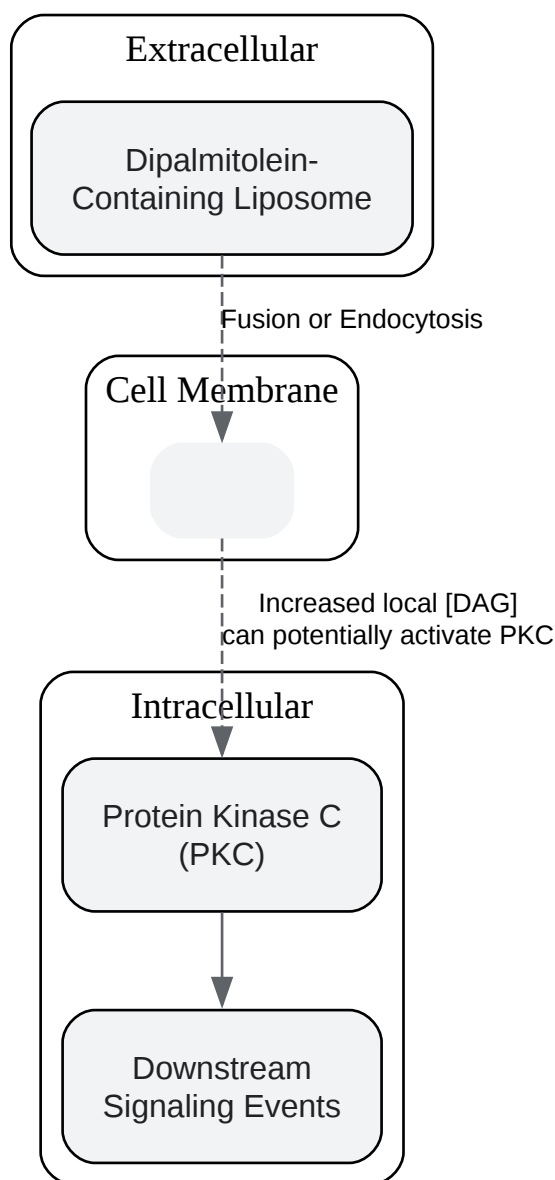 Extracellular
Dipalmitolein-
Containing Liposome
Fusion or Endocytosis
Cell Membrane
Increased local [DAG]
can potentially activate PKC
Intracellular
Protein Kinase C
(PKC)
Downstream
Signaling Events